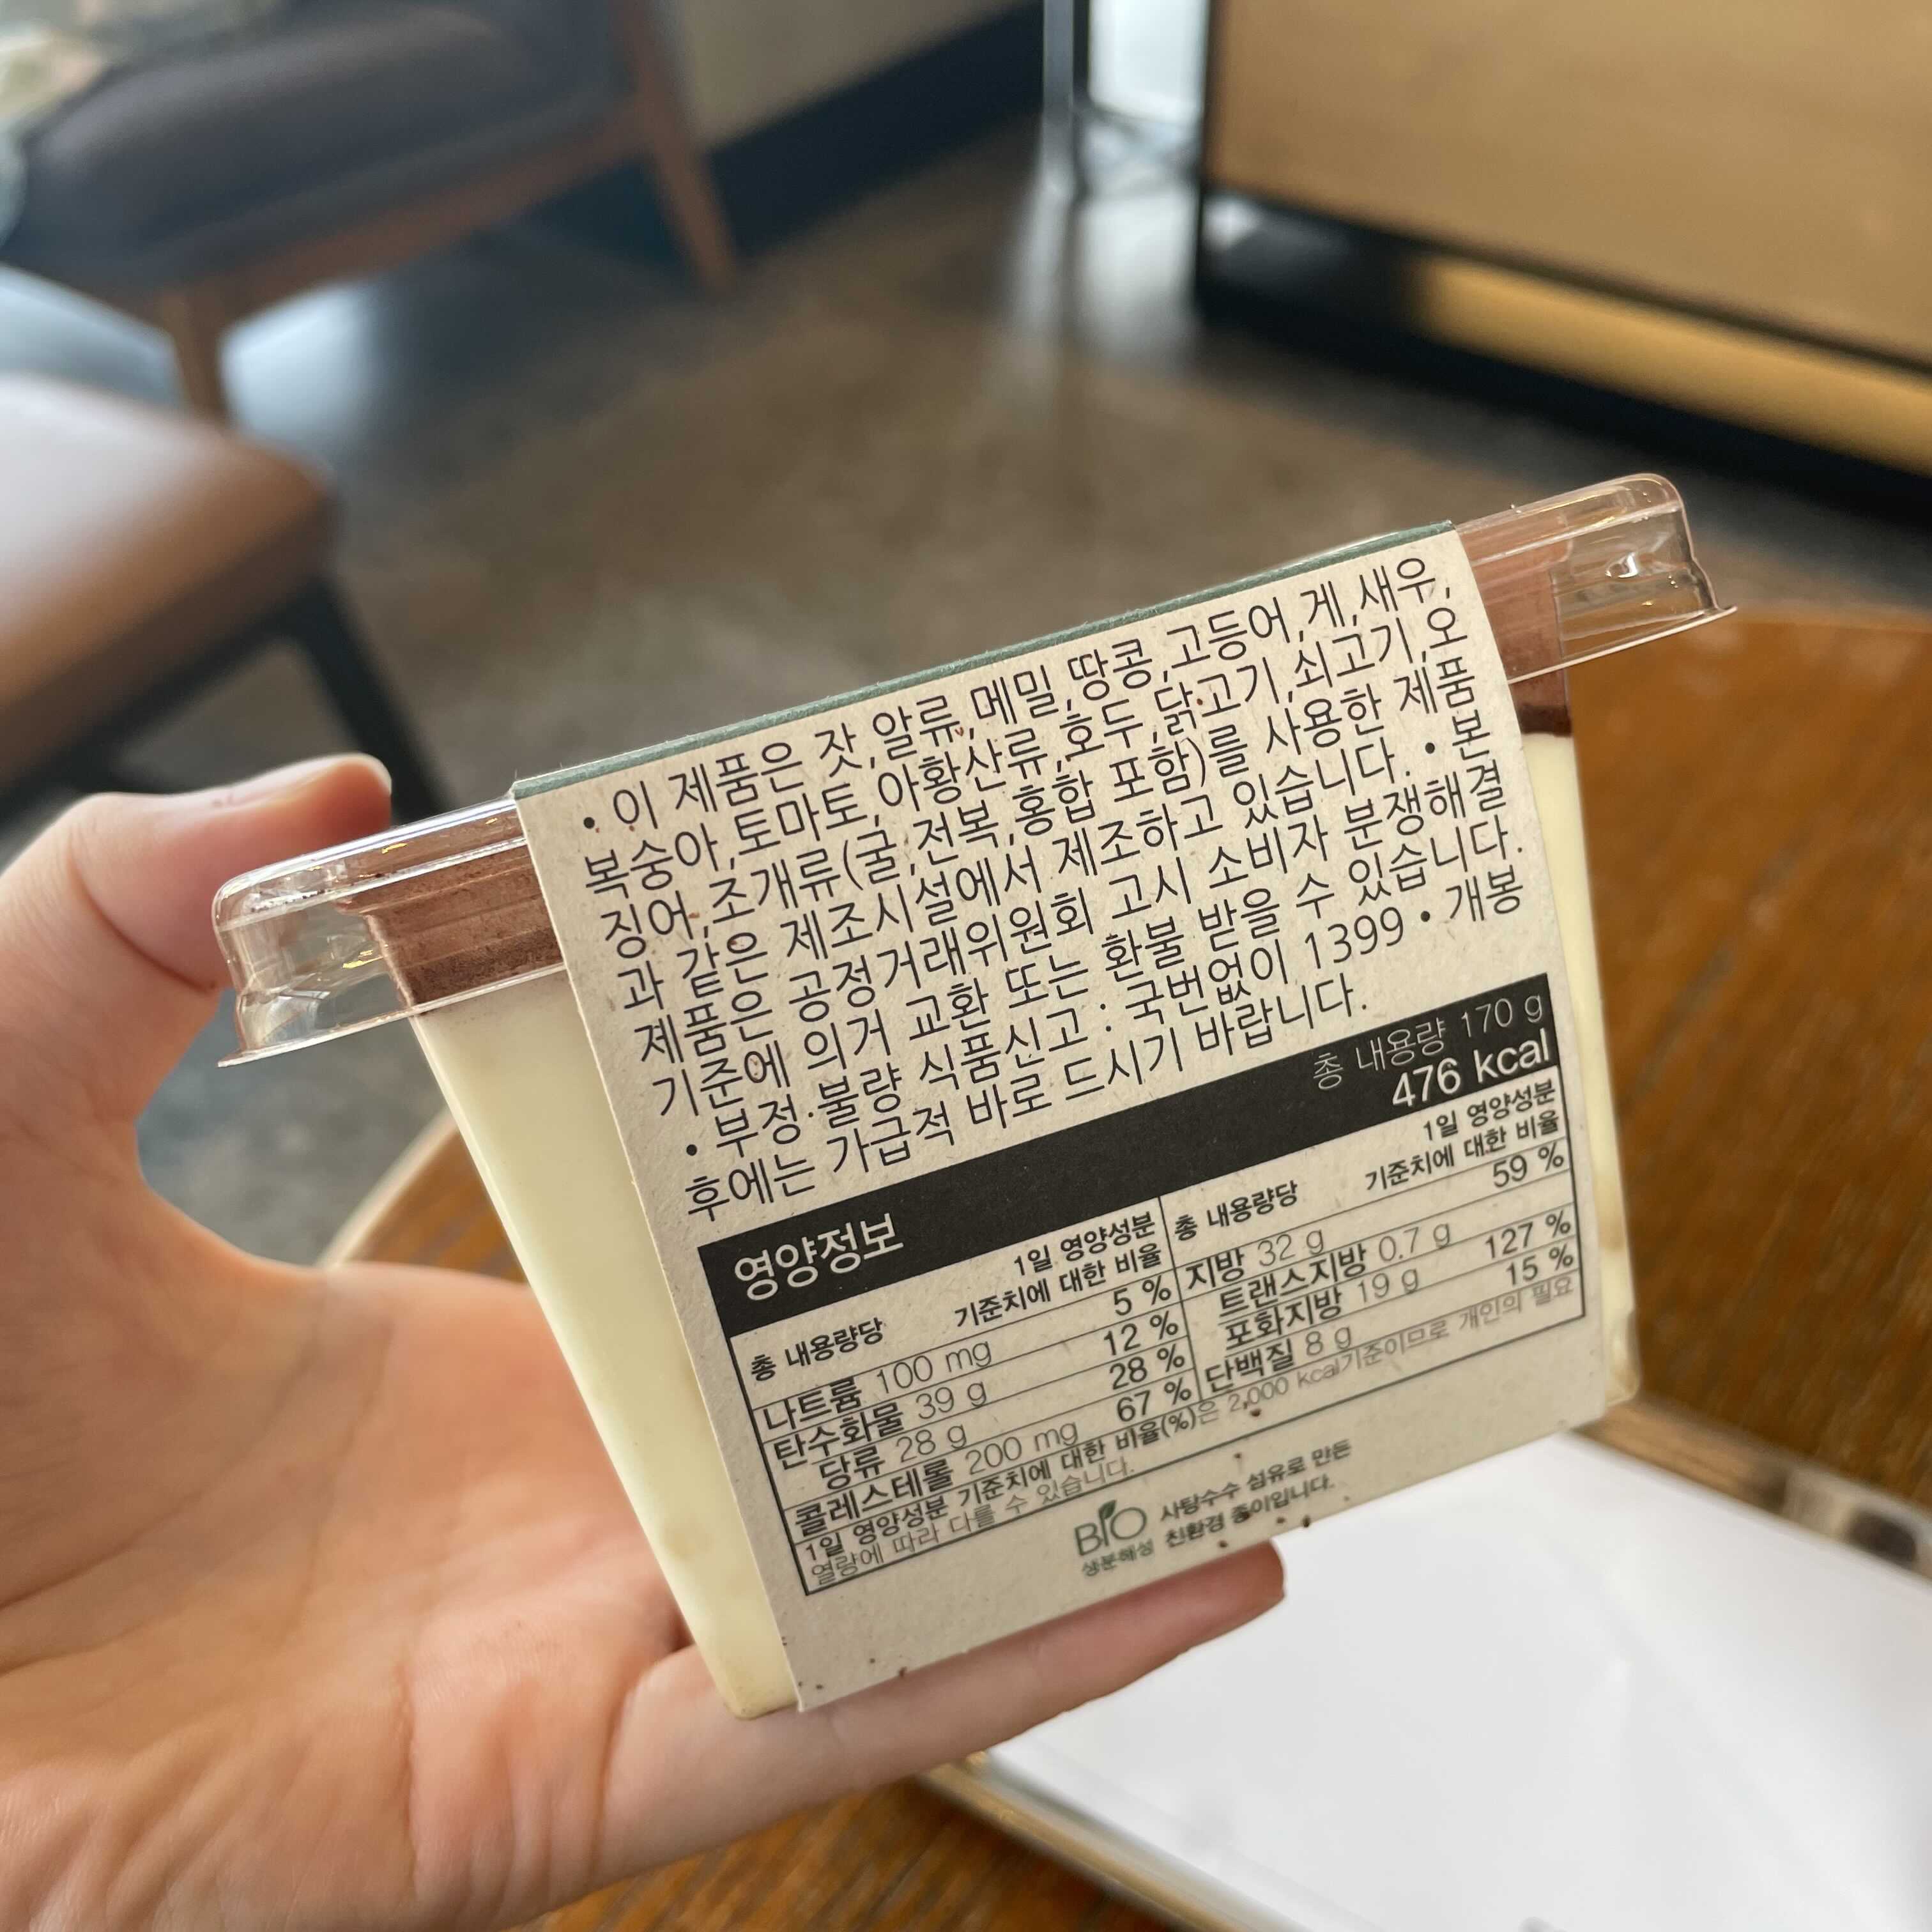 • 이 제품은 잣,알류,메밀,땅콩,고등어,게,새우,
복숭아,토마토,아황산류,호두,닭고기,쇠고기,오
징어,조개류(굴,전복,홍합 포함)를 사용한 제품
과 같은 제조시설에서 제조하고 있습니다. • 본
제품은 공정거래위원회 고시 소비자 분쟁해결
기준에 의거 교환 또는 환불 받을 수 있습니다.
• 부정·불량 식품신고 : 국번없이 1399 • 개봉
후에는 가급적 바로 드시기 바랍니다.
영양정보
총 내용량 170 g
476 kcal
총 내용량당
1일 영양성분
기준치에 대한 비율
나트륨 100 mg 5 %
탄수화물 39 g 12 %
당류 28 g 28 %
콜레스테롤 200 mg 67 %
총 내용량당
1일 영양성분
기준치에 대한 비율
지방 32 g 59 %
트랜스지방 0.7 g
포화지방 19 g 127 %
단백질 8 g 15 %
1일 영양성분 기준치에 대한 비율(%)은 2,000 kcal기준이므로 개인의 필요
열량에 따라 다를 수 있습니다.
BIO
생분해성
사탕수수 섬유로 만든
친환경 종이입니다.